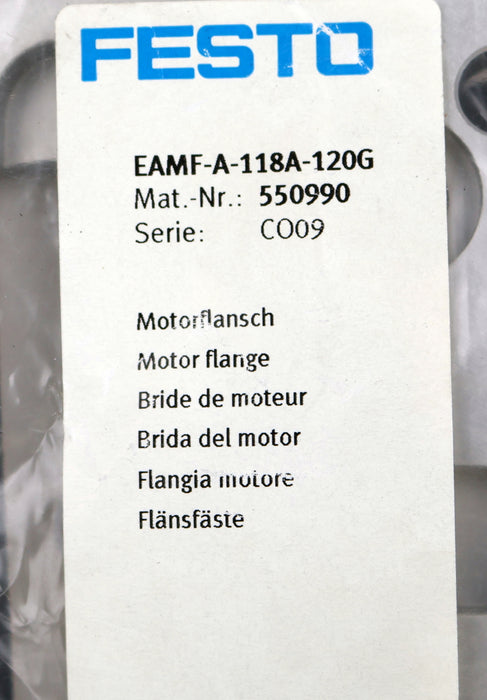 FESTO
EAMF-A-118A-120G
Mat.-Nr.: 550990
Serie: CO09
Motorflansch
Motor flange
Bride de moteur
Brida del motor
Flangia motore
Flänsfäste